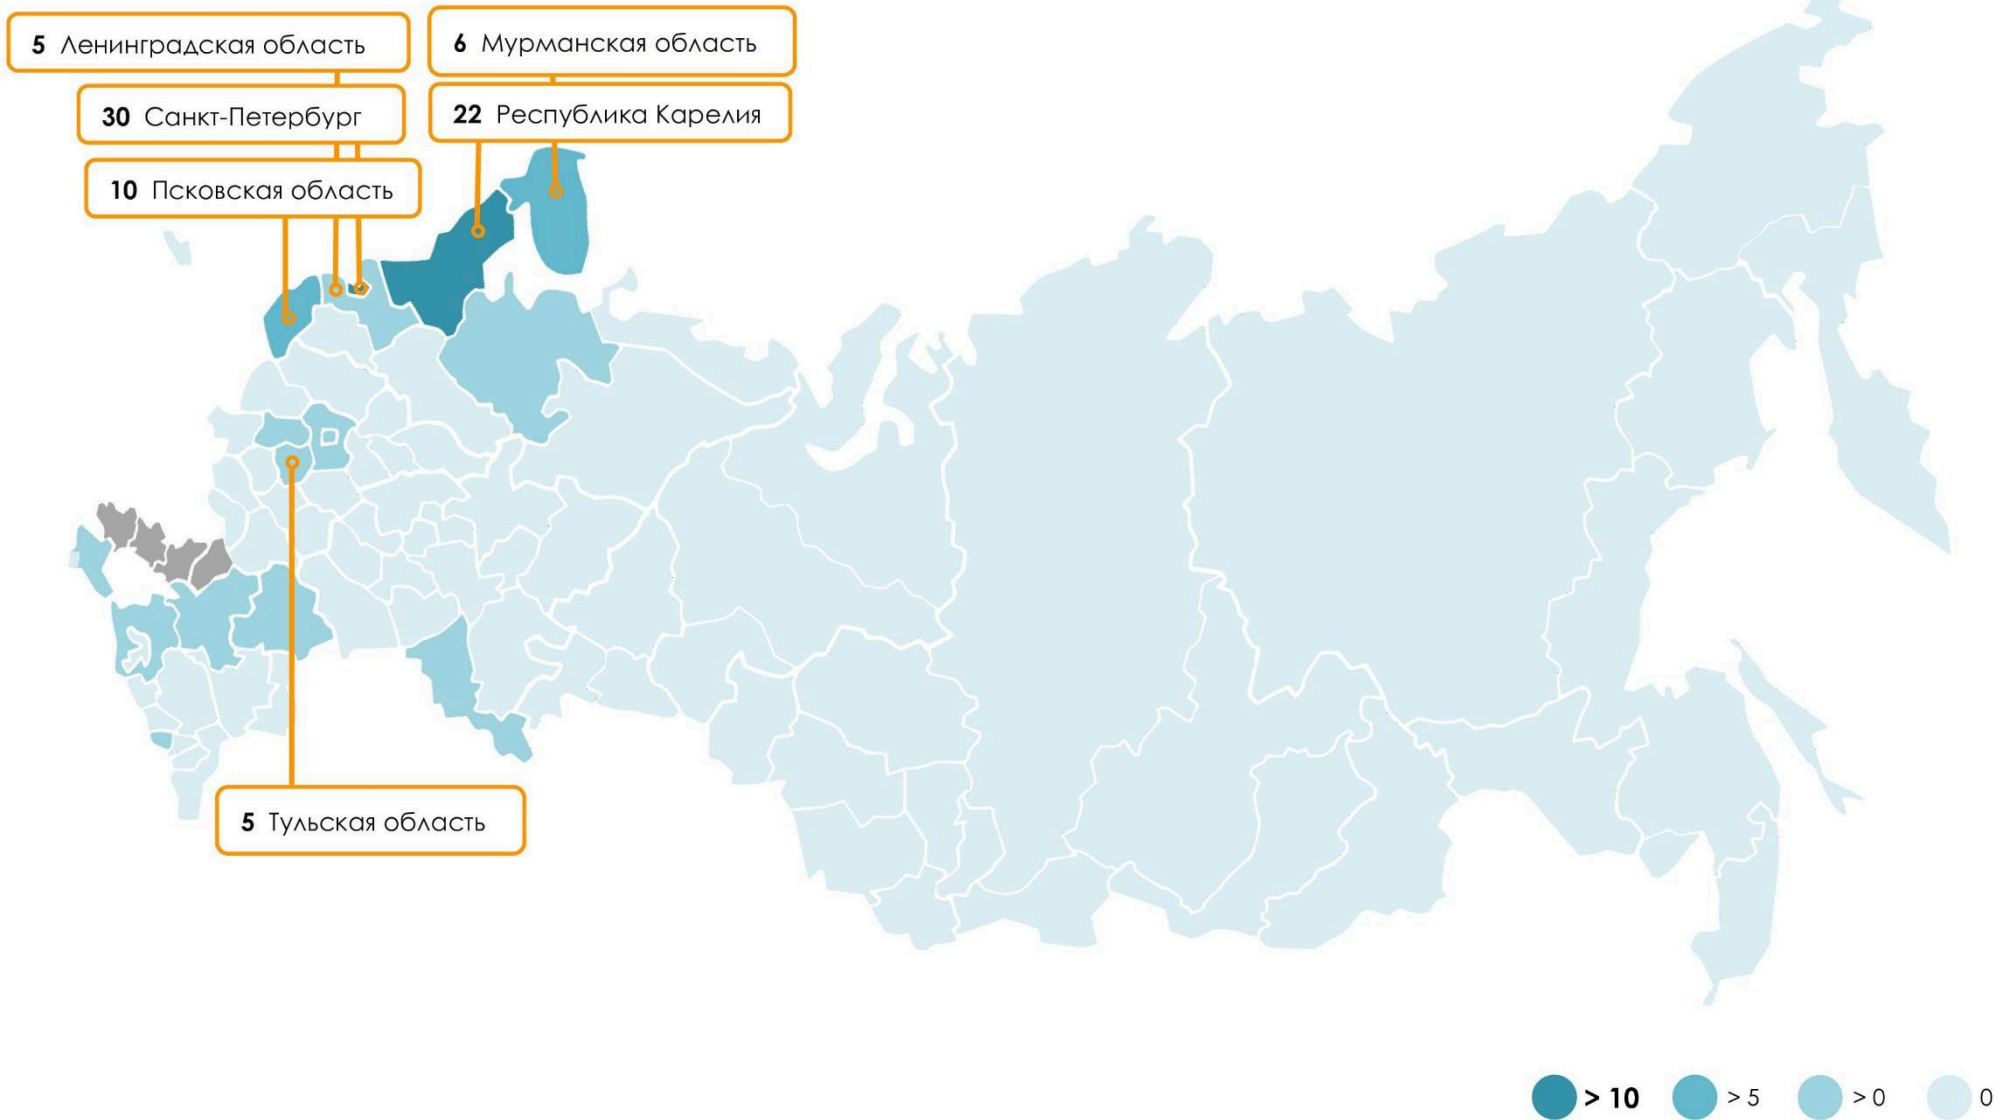 5 Ленинградская область
6 Мурманская область
30 Санкт-Петербург
22 Республика Карелия
10 Псковская область
5 Тульская область
> 10
> 5
> 0
0